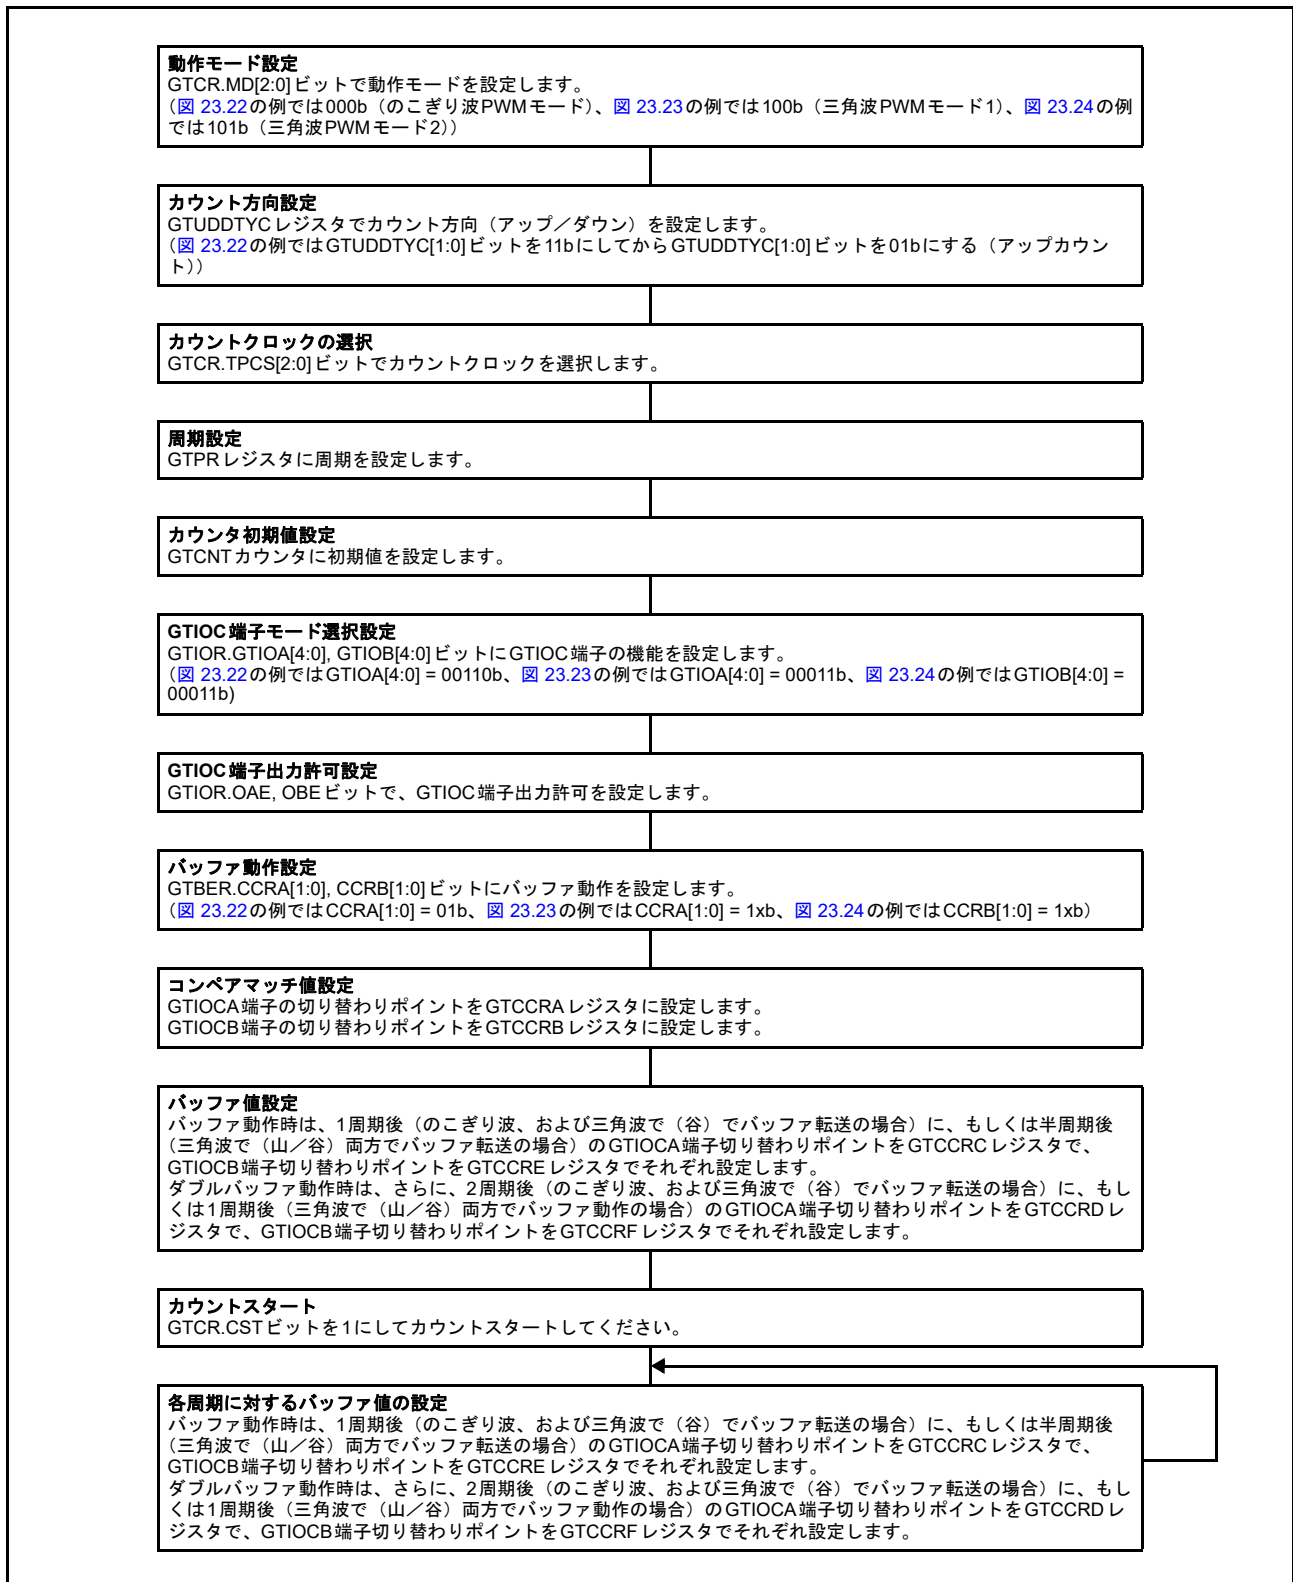 動作モード設定
GTCR.MD[2:0]ビットで動作モードを設定します。
（図 23.22の例では000b（のこぎり波PWMモード）、図 23.23の例では100b（三角波PWMモード1）、図 23.24の例
では101b（三角波PWMモード2））
カウント方向設定
GTUDDTYCレジスタでカウント方向（アップ／ダウン）を設定します。
（図 23.22の例ではGTUDDTYC[1:0]ビットを11bにしてからGTUDDTYC[1:0]ビットを01bにする（アップカウン
ト））
カウントクロックの選択
GTCR.TPCS[2:0]ビットでカウントクロックを選択します。
周期設定
GTPRレジスタに周期を設定します。
カウンタ初期値設定
GTCNTカウンタに初期値を設定します。
GTIOC端子モード選択設定
GTIOR.GTIOA[4:0], GTIOB[4:0]ビットにGTIOC端子の機能を設定します。
（図 23.22の例ではGTIOA[4:0] = 00110b、図 23.23の例ではGTIOA[4:0] = 00011b、図 23.24の例ではGTIOB[4:0] =
00011b)
GTIOC端子出力許可設定
GTIOR.OAE, OBEビットで、GTIOC端子出力許可を設定します。
バッファ動作設定
GTBER.CCRA[1:0], CCRB[1:0]ビットにバッファ動作を設定します。
（図 23.22の例ではCCRA[1:0] = 01b、図 23.23の例ではCCRA[1:0] = 1xb、図 23.24の例ではCCRB[1:0] = 1xb）
コンペアマッチ値設定
GTIOCA端子の切り替わりポイントをGTCCRAレジスタに設定します。
GTIOCB端子の切り替わりポイントをGTCCRBレジスタに設定します。
バッファ値設定
バッファ動作時は、1周期後（のこぎり波、および三角波で（谷）でバッファ転送の場合）に、もしくは半周期後
（三角波で（山／谷）両方でバッファ転送の場合）のGTIOCA端子切り替わりポイントをGTCCRCレジスタで、
GTIOCB端子切り替わりポイントをGTCCREレジスタでそれぞれ設定します。
ダブルバッファ動作時は、さらに、2周期後（のこぎり波、および三角波で（谷）でバッファ転送の場合）に、もし
くは1周期後（三角波で（山／谷）両方でバッファ動作の場合）のGTIOCA端子切り替わりポイントをGTCCRDレ
ジスタで、GTIOCB端子切り替わりポイントをGTCCRFレジスタでそれぞれ設定します。
カウントスタート
GTCR.CSTビットを1にしてカウントスタートしてください。
各周期に対するバッファ値の設定
バッファ動作時は、1周期後（のこぎり波、および三角波で（谷）でバッファ転送の場合）に、もしくは半周期後
（三角波で（山／谷）両方でバッファ転送の場合）のGTIOCA端子切り替わりポイントをGTCCRCレジスタで、
GTIOCB端子切り替わりポイントをGTCCREレジスタでそれぞれ設定します。
ダブルバッファ動作時は、さらに、2周期後（のこぎり波、および三角波で（谷）でバッファ転送の場合）に、もし
くは1周期後（三角波で（山／谷）両方でバッファ動作の場合）のGTIOCA端子切り替わりポイントをGTCCRDレ
ジスタで、GTIOCB端子切り替わりポイントをGTCCRFレジスタでそれぞれ設定します。